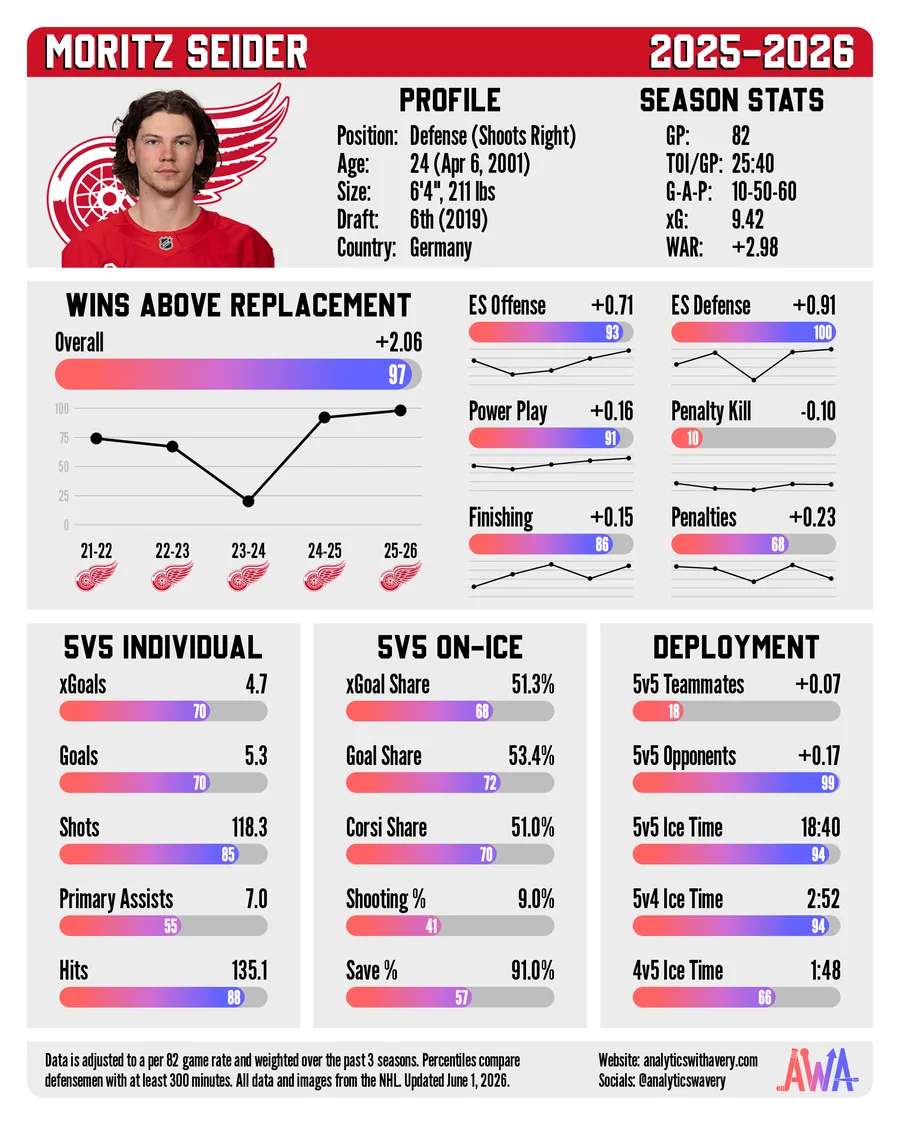 MORITZ SEIDER 2025-2026
PROFILE
Position: Defense (Shoots Right)
Age: 24 (Apr 6, 2001)
Size: 6'4", 211 lbs
Draft: 6th (2019)
Country: Germany
SEASON STATS
GP: 82
TOI/GP: 25:40
G-A-P: 10-50-60
xG: 9.42
WAR: +2.98
WINS ABOVE REPLACEMENT
Overall +2.06
97
100
75
50
25
0
21-22 22-23 23-24 24-25 25-26
ES Offense +0.71
93
ES Defense +0.91
100
Power Play +0.16
91
Penalty Kill -0.10
10
Finishing +0.15
86
Penalties +0.23
68
5V5 INDIVIDUAL
xGoals 4.7
70
Goals 5.3
70
Shots 118.3
85
Primary Assists 7.0
55
Hits 135.1
88
5V5 ON-ICE
xGoal Share 51.3%
68
Goal Share 53.4%
72
Corsi Share 51.0%
70
Shooting % 9.0%
41
Save % 91.0%
57
DEPLOYMENT
5v5 Teammates +0.07
18
5v5 Opponents +0.17
99
5v5 Ice Time 18:40
94
5v4 Ice Time 2:52
94
4v5 Ice Time 1:48
66
Data is adjusted to a per 82 game rate and weighted over the past 3 seasons. Percentiles compare
defensemen with at least 300 minutes. All data and images from the NHL. Updated June 1, 2026.
Website: analyticswithavery.com
Socials: @analyticswavery
AWA